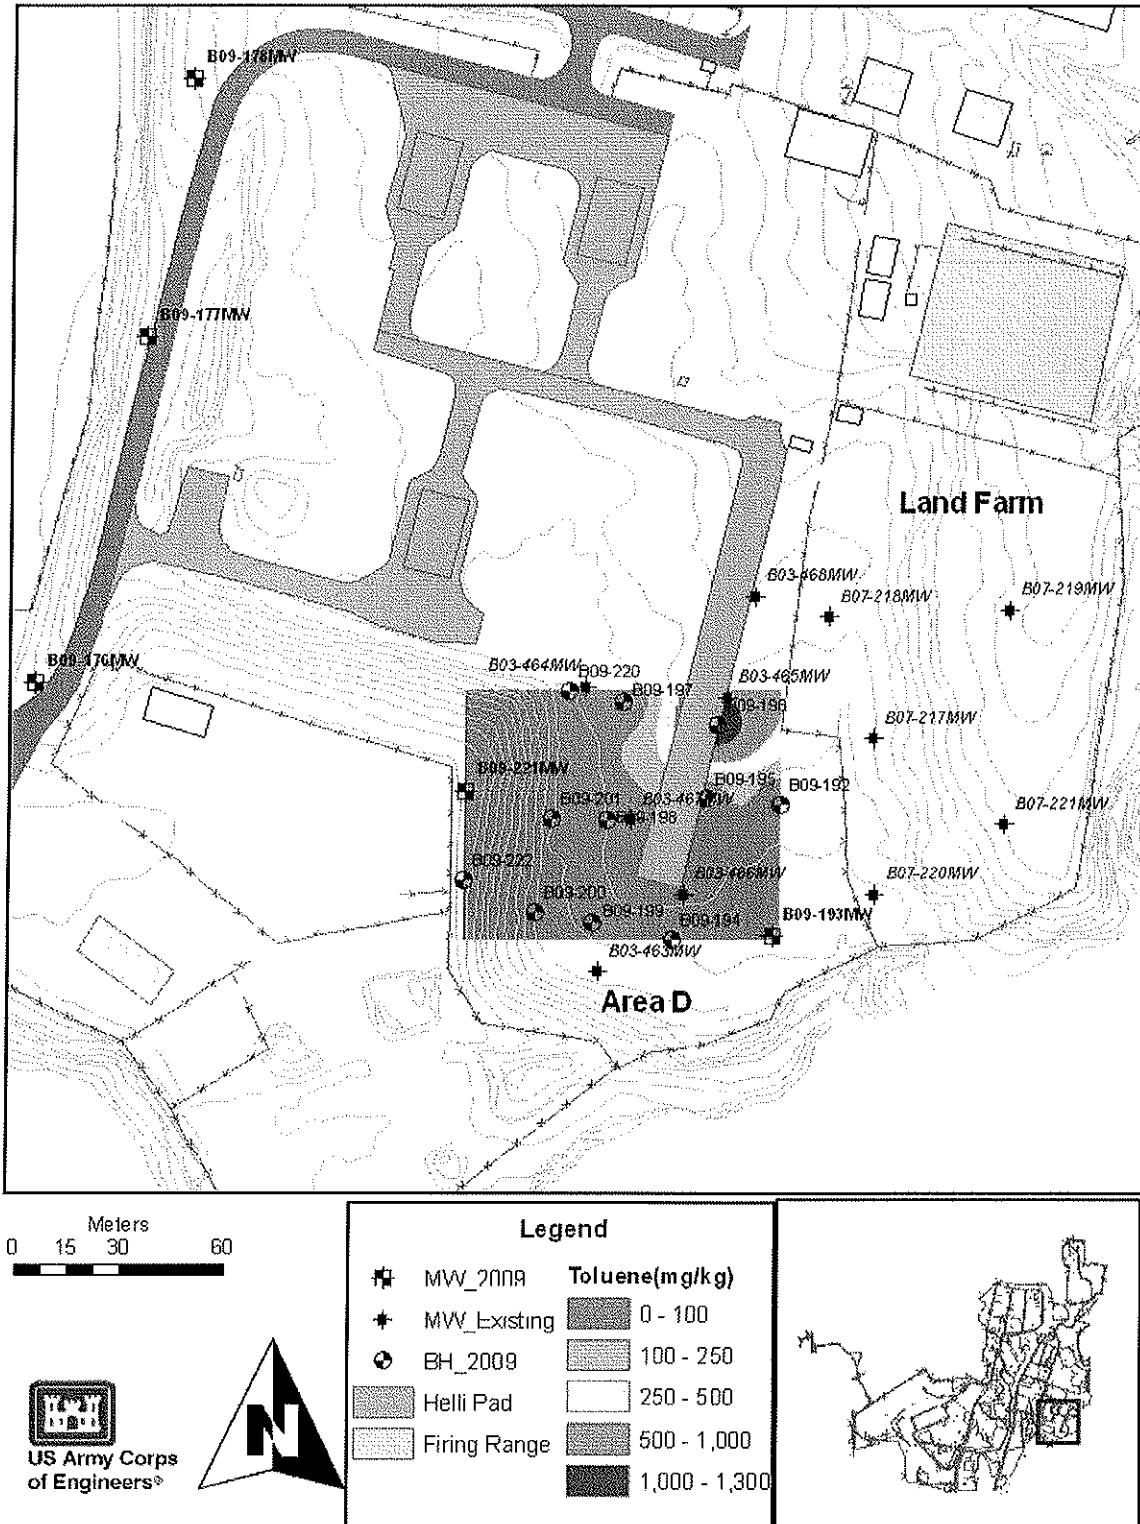 B09-178MW
B09-177MW
Land Farm
B03-468MW
B07-218MW
B07-219MW
B09-176MW
B03-464MW
B09-220
B09-197
B03-465MW
B09-196
B07-217MW
B09-221MW
B09-195
B09-192
B09-201
B03-467MW
B09-198
B07-221MW
B09-222
B03-466MW
B07-220MW
B09-200
B09-199
B09-194
B09-193MW
B03-463MW
Area D
Meters
0 15 30 60
US Army Corps
of Engineers®
N
Legend
MW_2009
MW_Existing
BH_2009
Helli Pad
Firing Range
Toluene(mg/kg)
0 - 100
100 - 250
250 - 500
500 - 1,000
1,000 - 1,300